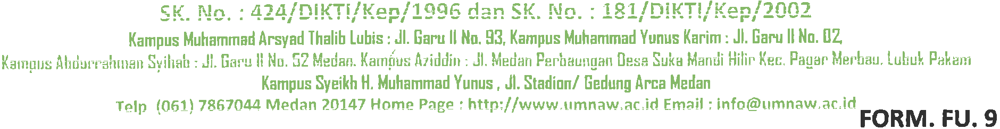 SK. No. : 424/DIKTI/Kep/1996 dan SK. No. : 181/DIKTI/Kep/2002
Kampus Muhammad Arsyad Thalib Lubis : Jl. Garu II No. 93, Kampus Muhammad Yunus Karim : Jl. Garu II No. 02,
Kampus Abdurrahman Syihab : Jl. Garu II No. 52 Medan, Kampus Aziddin : Jl. Medan Perbaungan Desa Suka Mandi Hilir Kec. Pagar Merbau, Lubuk Pakam
Kampus Syeikh H. Muhammad Yunus , Jl. Stadion/ Gedung Arca Medan
Telp (061) 7867044 Medan 20147 Home Page : http://www.umnaw.ac.id Email : info@umnaw.ac.id
FORM. FU. 9